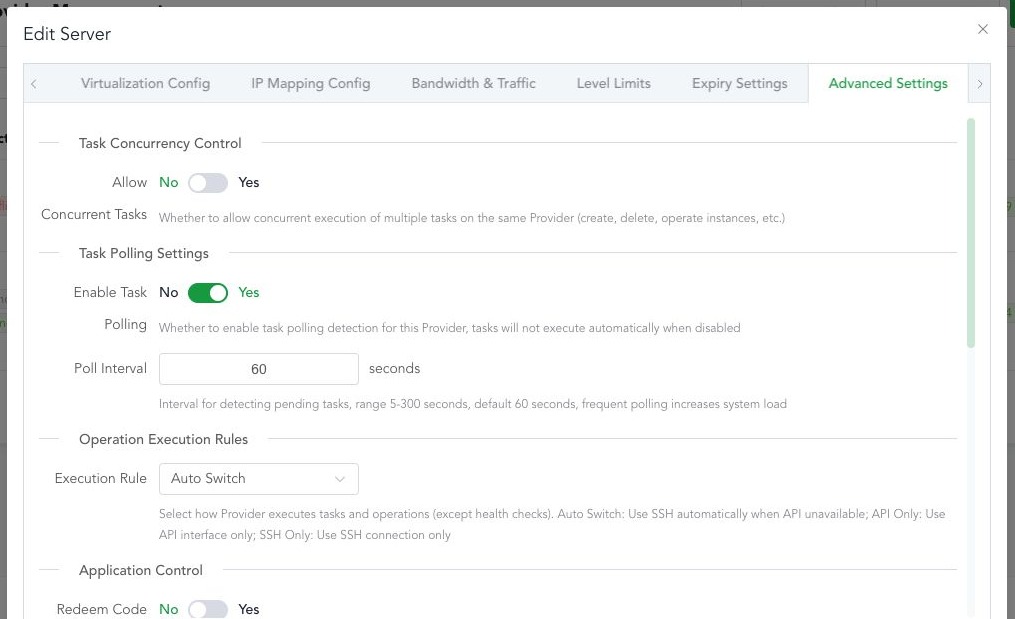 Edit Server
Virtualization Config IP Mapping Config Bandwidth & Traffic Level Limits Expiry Settings Advanced Settings
Task Concurrency Control
Allow No Yes
Concurrent Tasks Whether to allow concurrent execution of multiple tasks on the same Provider (create, delete, operate instances, etc.)
Task Polling Settings
Enable Task No Yes
Polling Whether to enable task polling detection for this Provider, tasks will not execute automatically when disabled
Poll Interval 60 seconds
Interval for detecting pending tasks, range 5-300 seconds, default 60 seconds, frequent polling increases system load
Operation Execution Rules
Execution Rule Auto Switch
Select how Provider executes tasks and operations (except health checks). Auto Switch: Use SSH automatically when API unavailable; API Only: Use
API interface only; SSH Only: Use SSH connection only
Application Control
Redeem Code No Yes